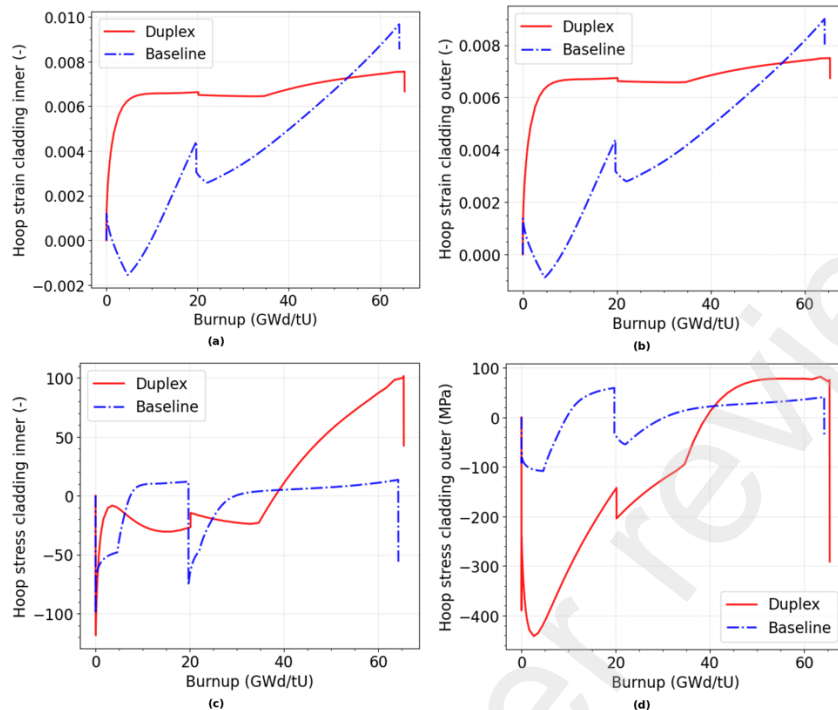 Hoop strain cladding inner (-)
0.010
0.008
0.006
0.004
0.002
0.000
−0.002
Duplex
Baseline
0 20 40 60
Burnup (GWd/tU)
(a)
Hoop strain cladding outer (-)
0.008
0.006
0.004
0.002
0.000
Duplex
Baseline
0 20 40 60
Burnup (GWd/tU)
(b)
Hoop stress cladding inner (-)
100
50
0
−50
−100
Duplex
Baseline
0 20 40 60
Burnup (GWd/tU)
(c)
Hoop stress cladding outer (MPa)
100
0
−100
−200
−300
−400
Duplex
Baseline
0 20 40 60
Burnup (GWd/tU)
(d)
er revie